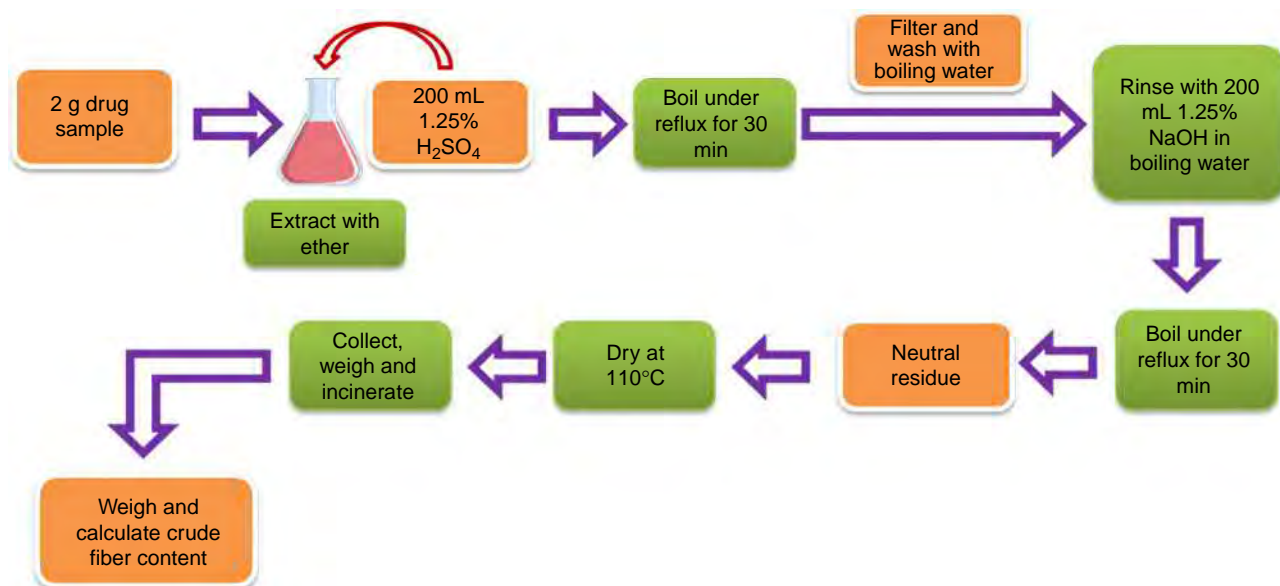 2 g drug
sample
Extract with
ether
200 mL
1.25%
H₂SO₄
Boil under
reflux for 30
min
Filter and
wash with
boiling water
Rinse with 200
mL 1.25%
NaOH in
boiling water
Boil under
reflux for 30
min
Neutral
residue
Dry at
110°C
Collect,
weigh and
incinerate
Weigh and
calculate crude
fiber content